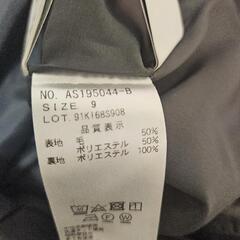 NO. AS195044-B
SIZE 9
LOT. 91K168S908
品質表示
表地 毛 50%
ポリエステル 50%
裏地 ポリエステル 100%